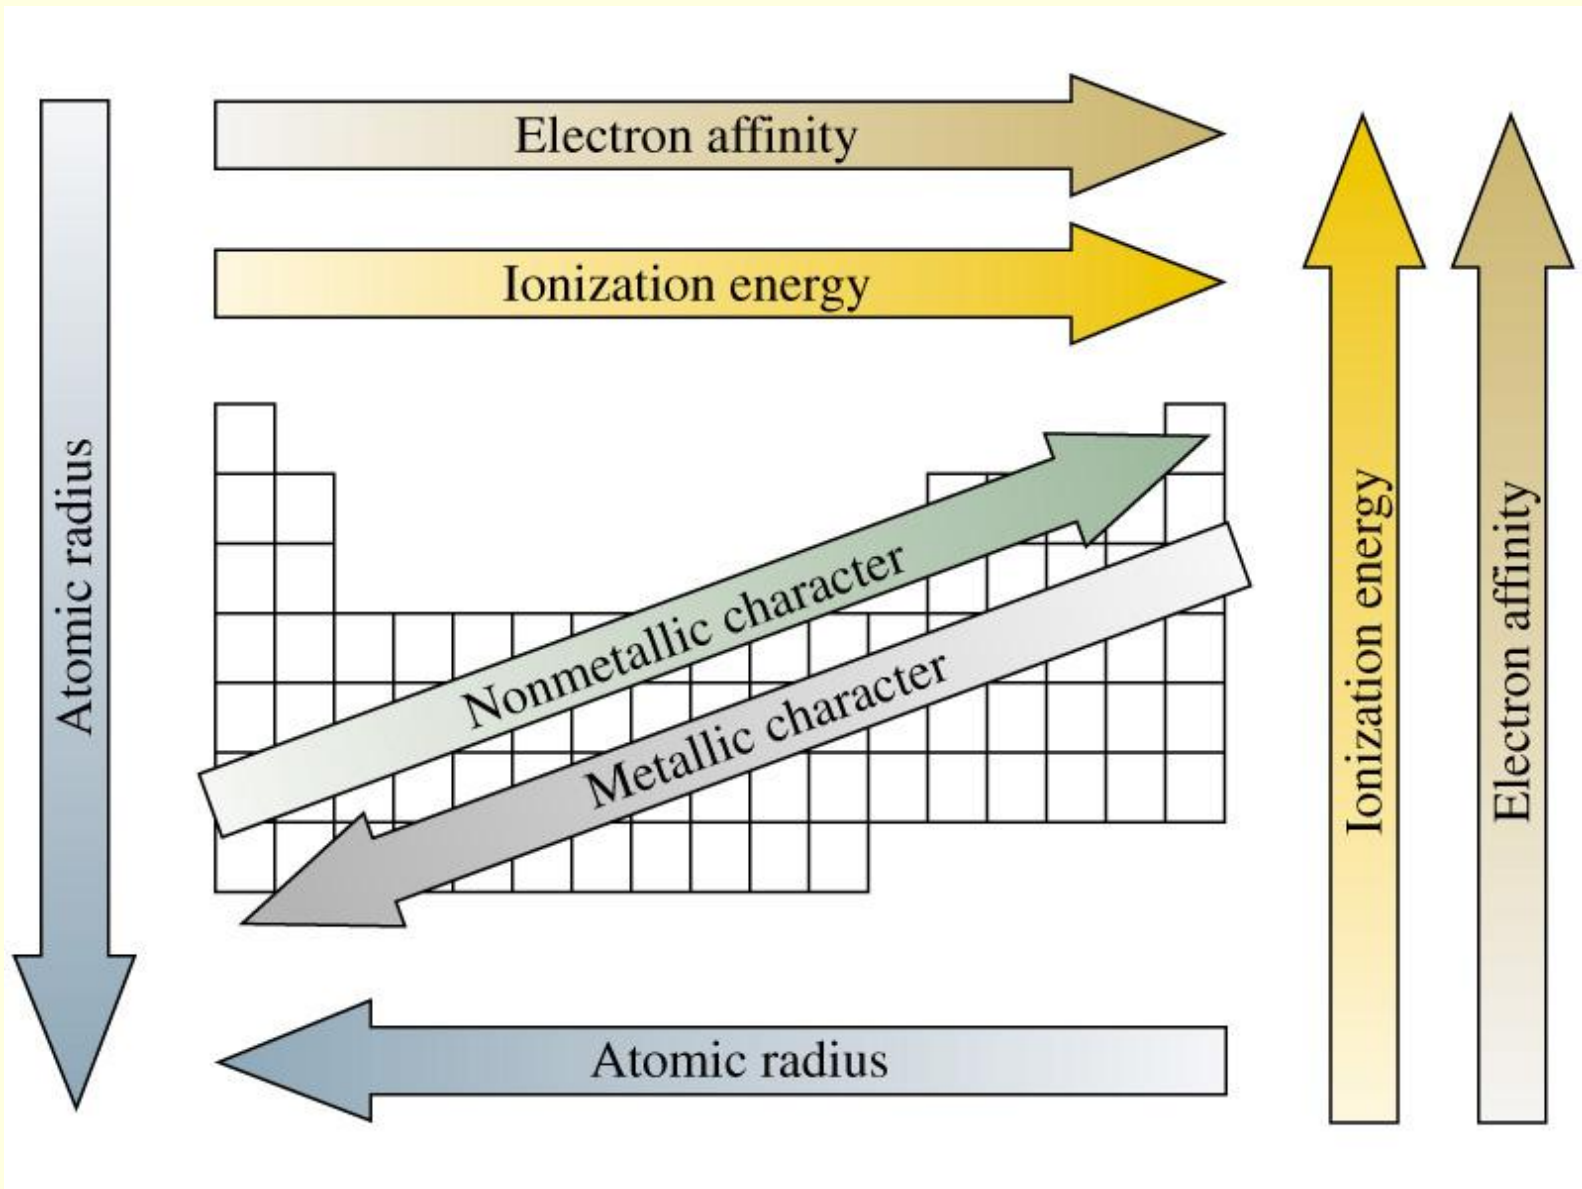 Electron affinity
Ionization energy
Atomic radius
Nonmetallic character
Metallic character
Ionization energy
Electron affinity
Atomic radius